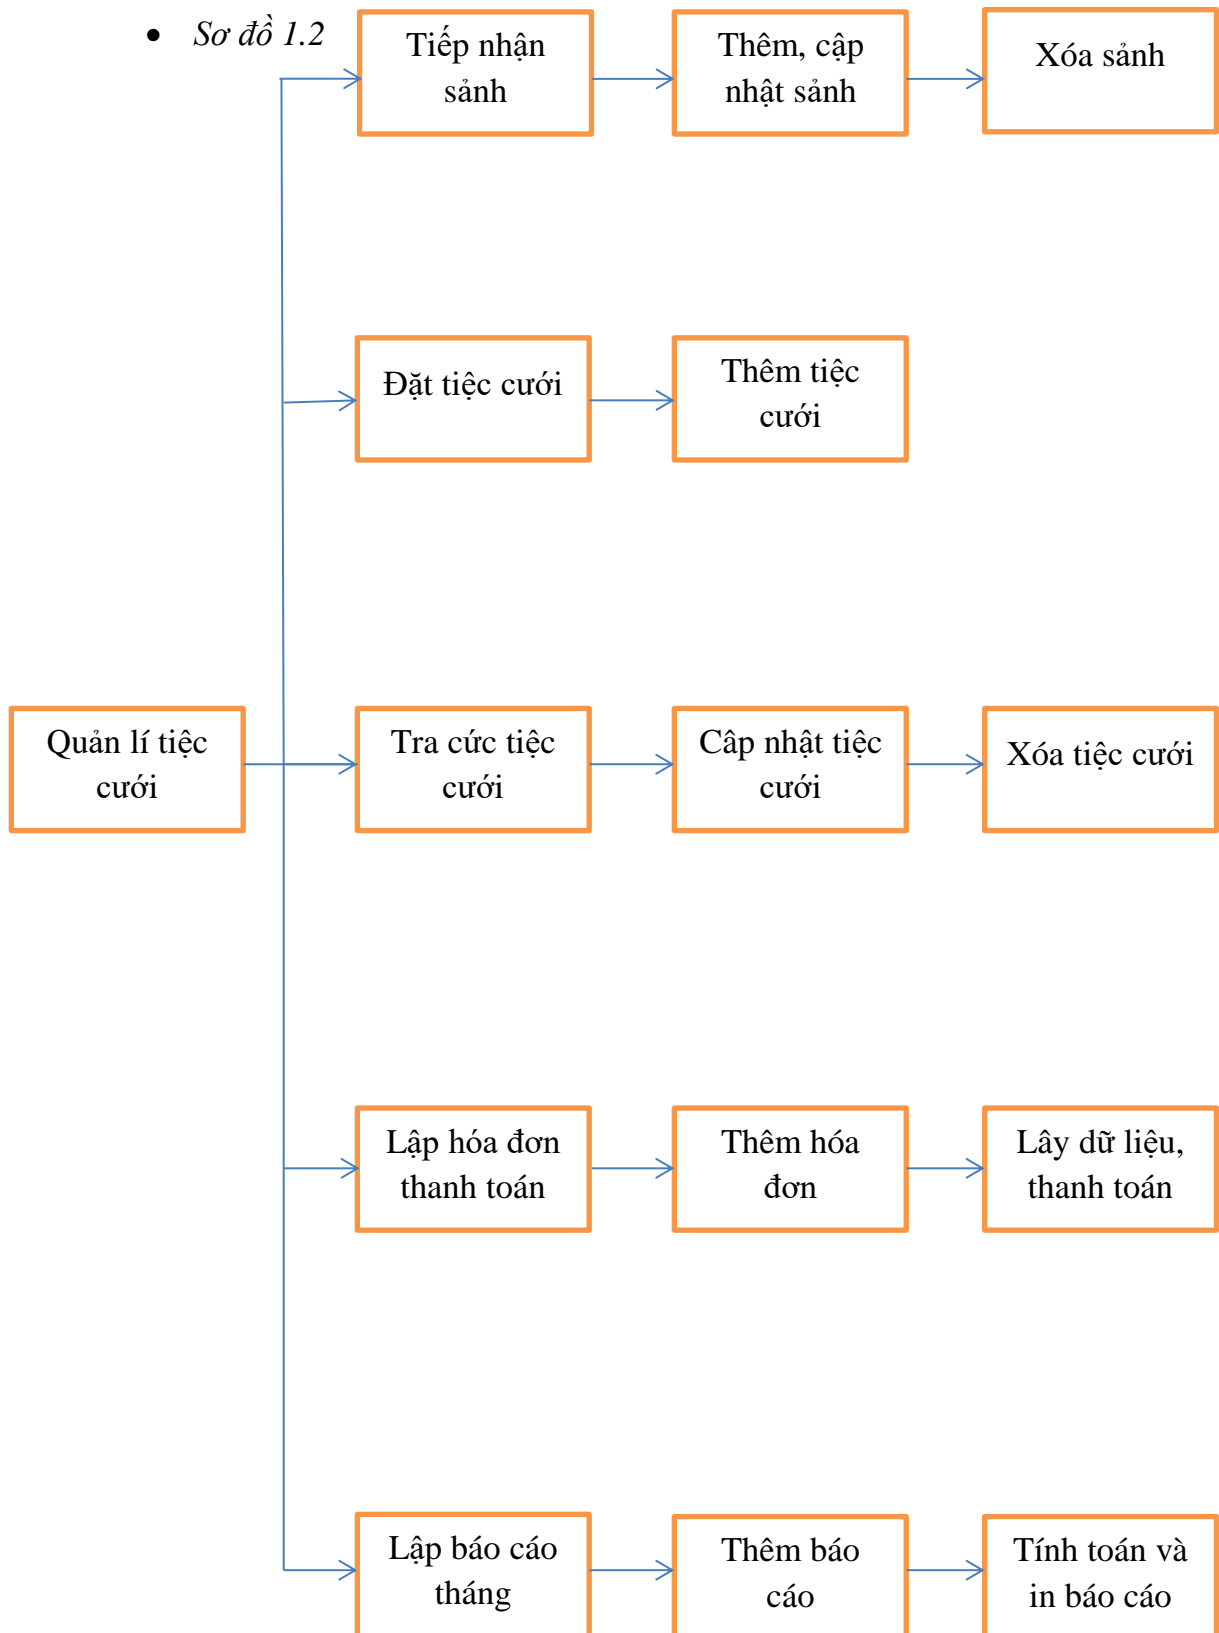 • Sơ đồ 1.2
Tiếp nhận
sảnh
Thêm, cập
nhật sảnh
Xóa sảnh
Đặt tiệc cưới
Thêm tiệc
cưới
Quản lí tiệc
cưới
Tra cức tiệc
cưới
Câp nhật tiệc
cưới
Xóa tiệc cưới
Lập hóa đơn
thanh toán
Thêm hóa
đơn
Lây dữ liệu,
thanh toán
Lập báo cáo
tháng
Thêm báo
cáo
Tính toán và
in báo cáo